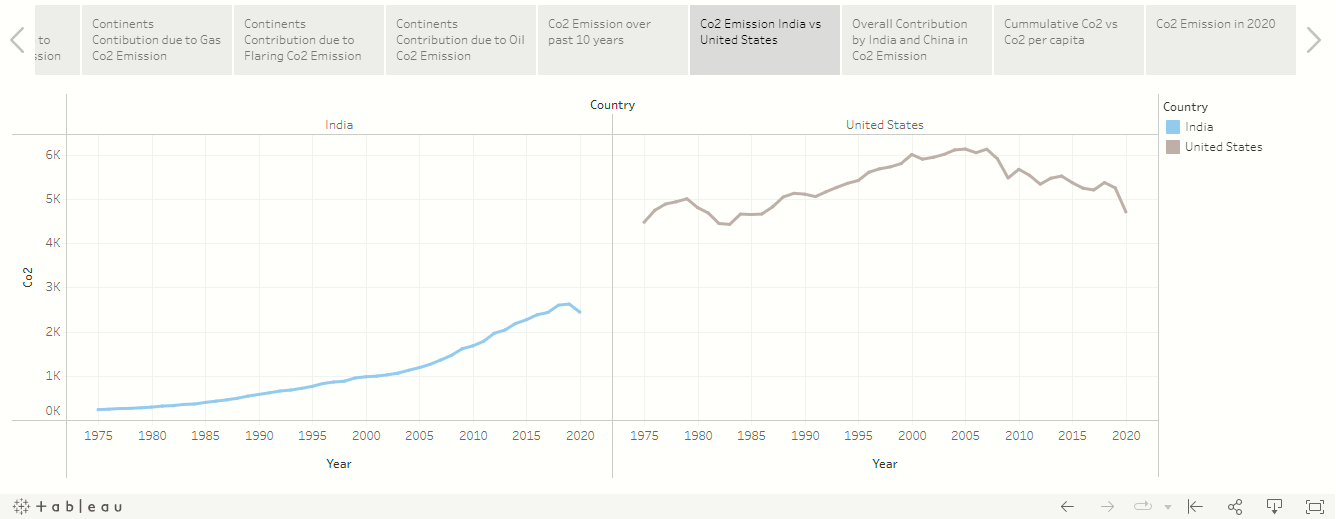 to
ssion
Continents
Contibution due to Gas
Co2 Emission
Continents
Contribution due to
Flaring Co2 Emission
Continents
Contribution due to Oil
Co2 Emission
Co2 Emission over
past 10 years
Co2 Emission India vs
United States
Overall Contribution
by India and China in
Co2 Emission
Cummulative Co2 vs
Co2 per capita
Co2 Emission in 2020
Country
India
United States
Country
India
United States
6K
5K
4K
3K
2K
1K
0K
Co2
1975 1980 1985 1990 1995 2000 2005 2010 2015 2020
1975 1980 1985 1990 1995 2000 2005 2010 2015 2020
Year
Year
+ a b l e a u